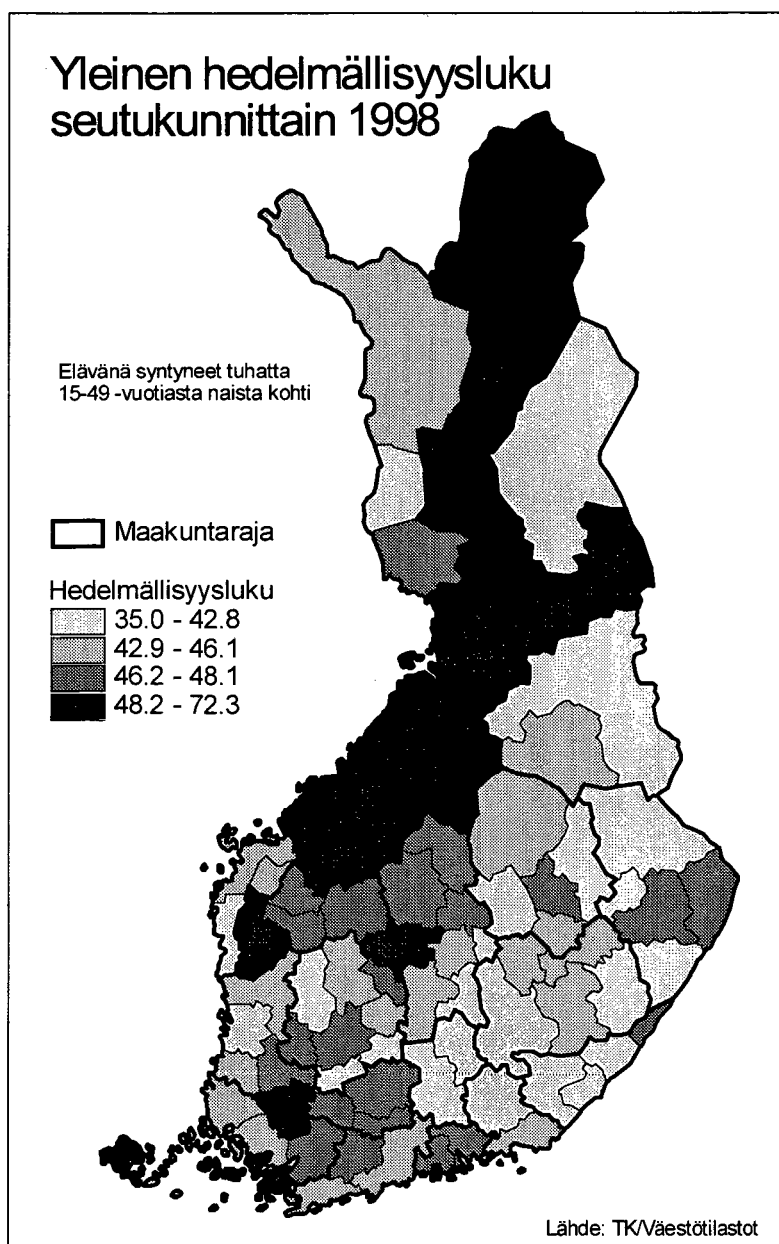 Yleinen hedelmällisyysluku
seutukunnittain 1998
Elävänä syntyneet tuhatta
15-49 -vuotiasta naista kohti
Maakuntaraja
Hedelmällisyysluku
35.0 - 42.8
42.9 - 46.1
46.2 - 48.1
48.2 - 72.3
Lähde: TK/Väestötilastot